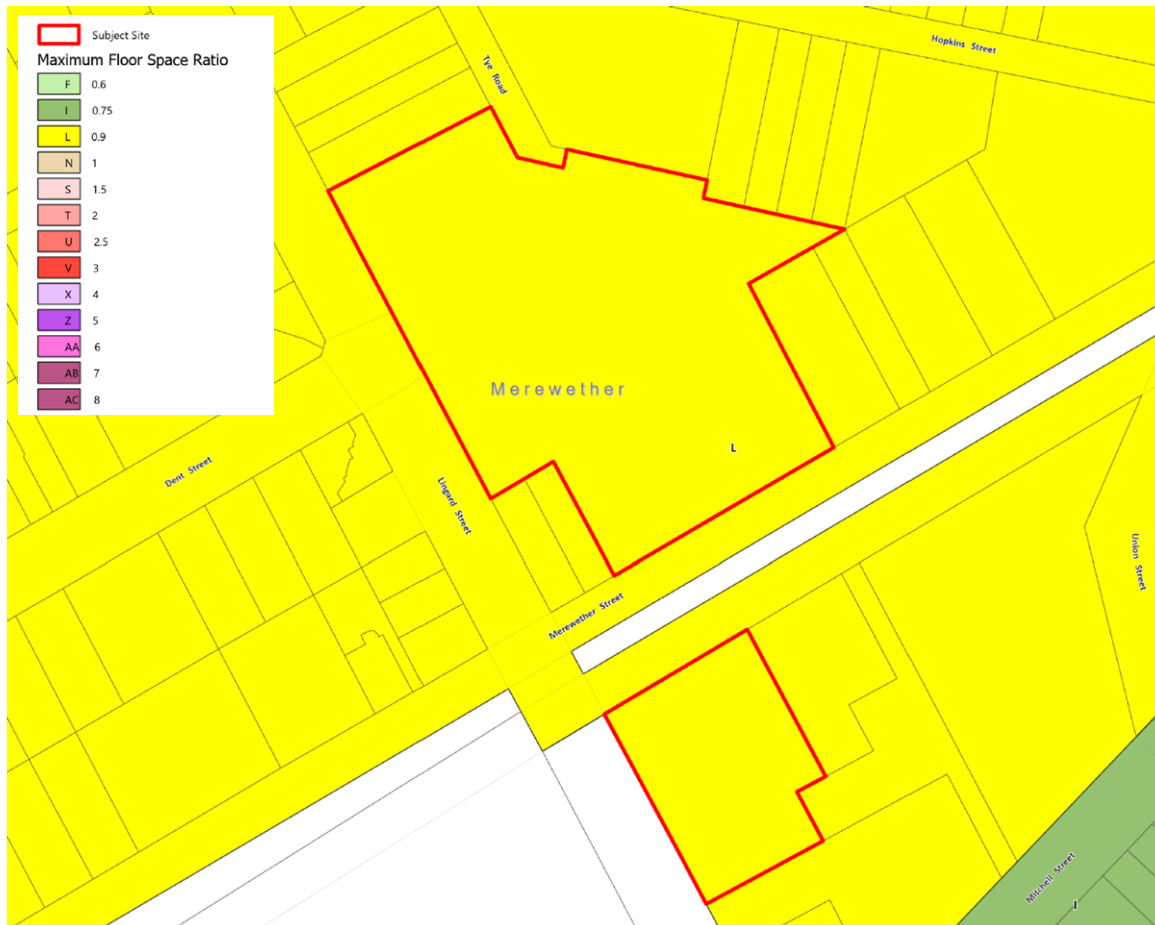 Subject Site
Maximum Floor Space Ratio
F 0.6
I 0.75
L 0.9
N 1
S 1.5
T 2
U 2.5
V 3
X 4
Z 5
AA 6
AB 7
AC 8
Hopkins Street
Tye Road
Merewether
L
Dent Street
Lingard Street
Union Street
Merewether Street
Mitchell Street
I